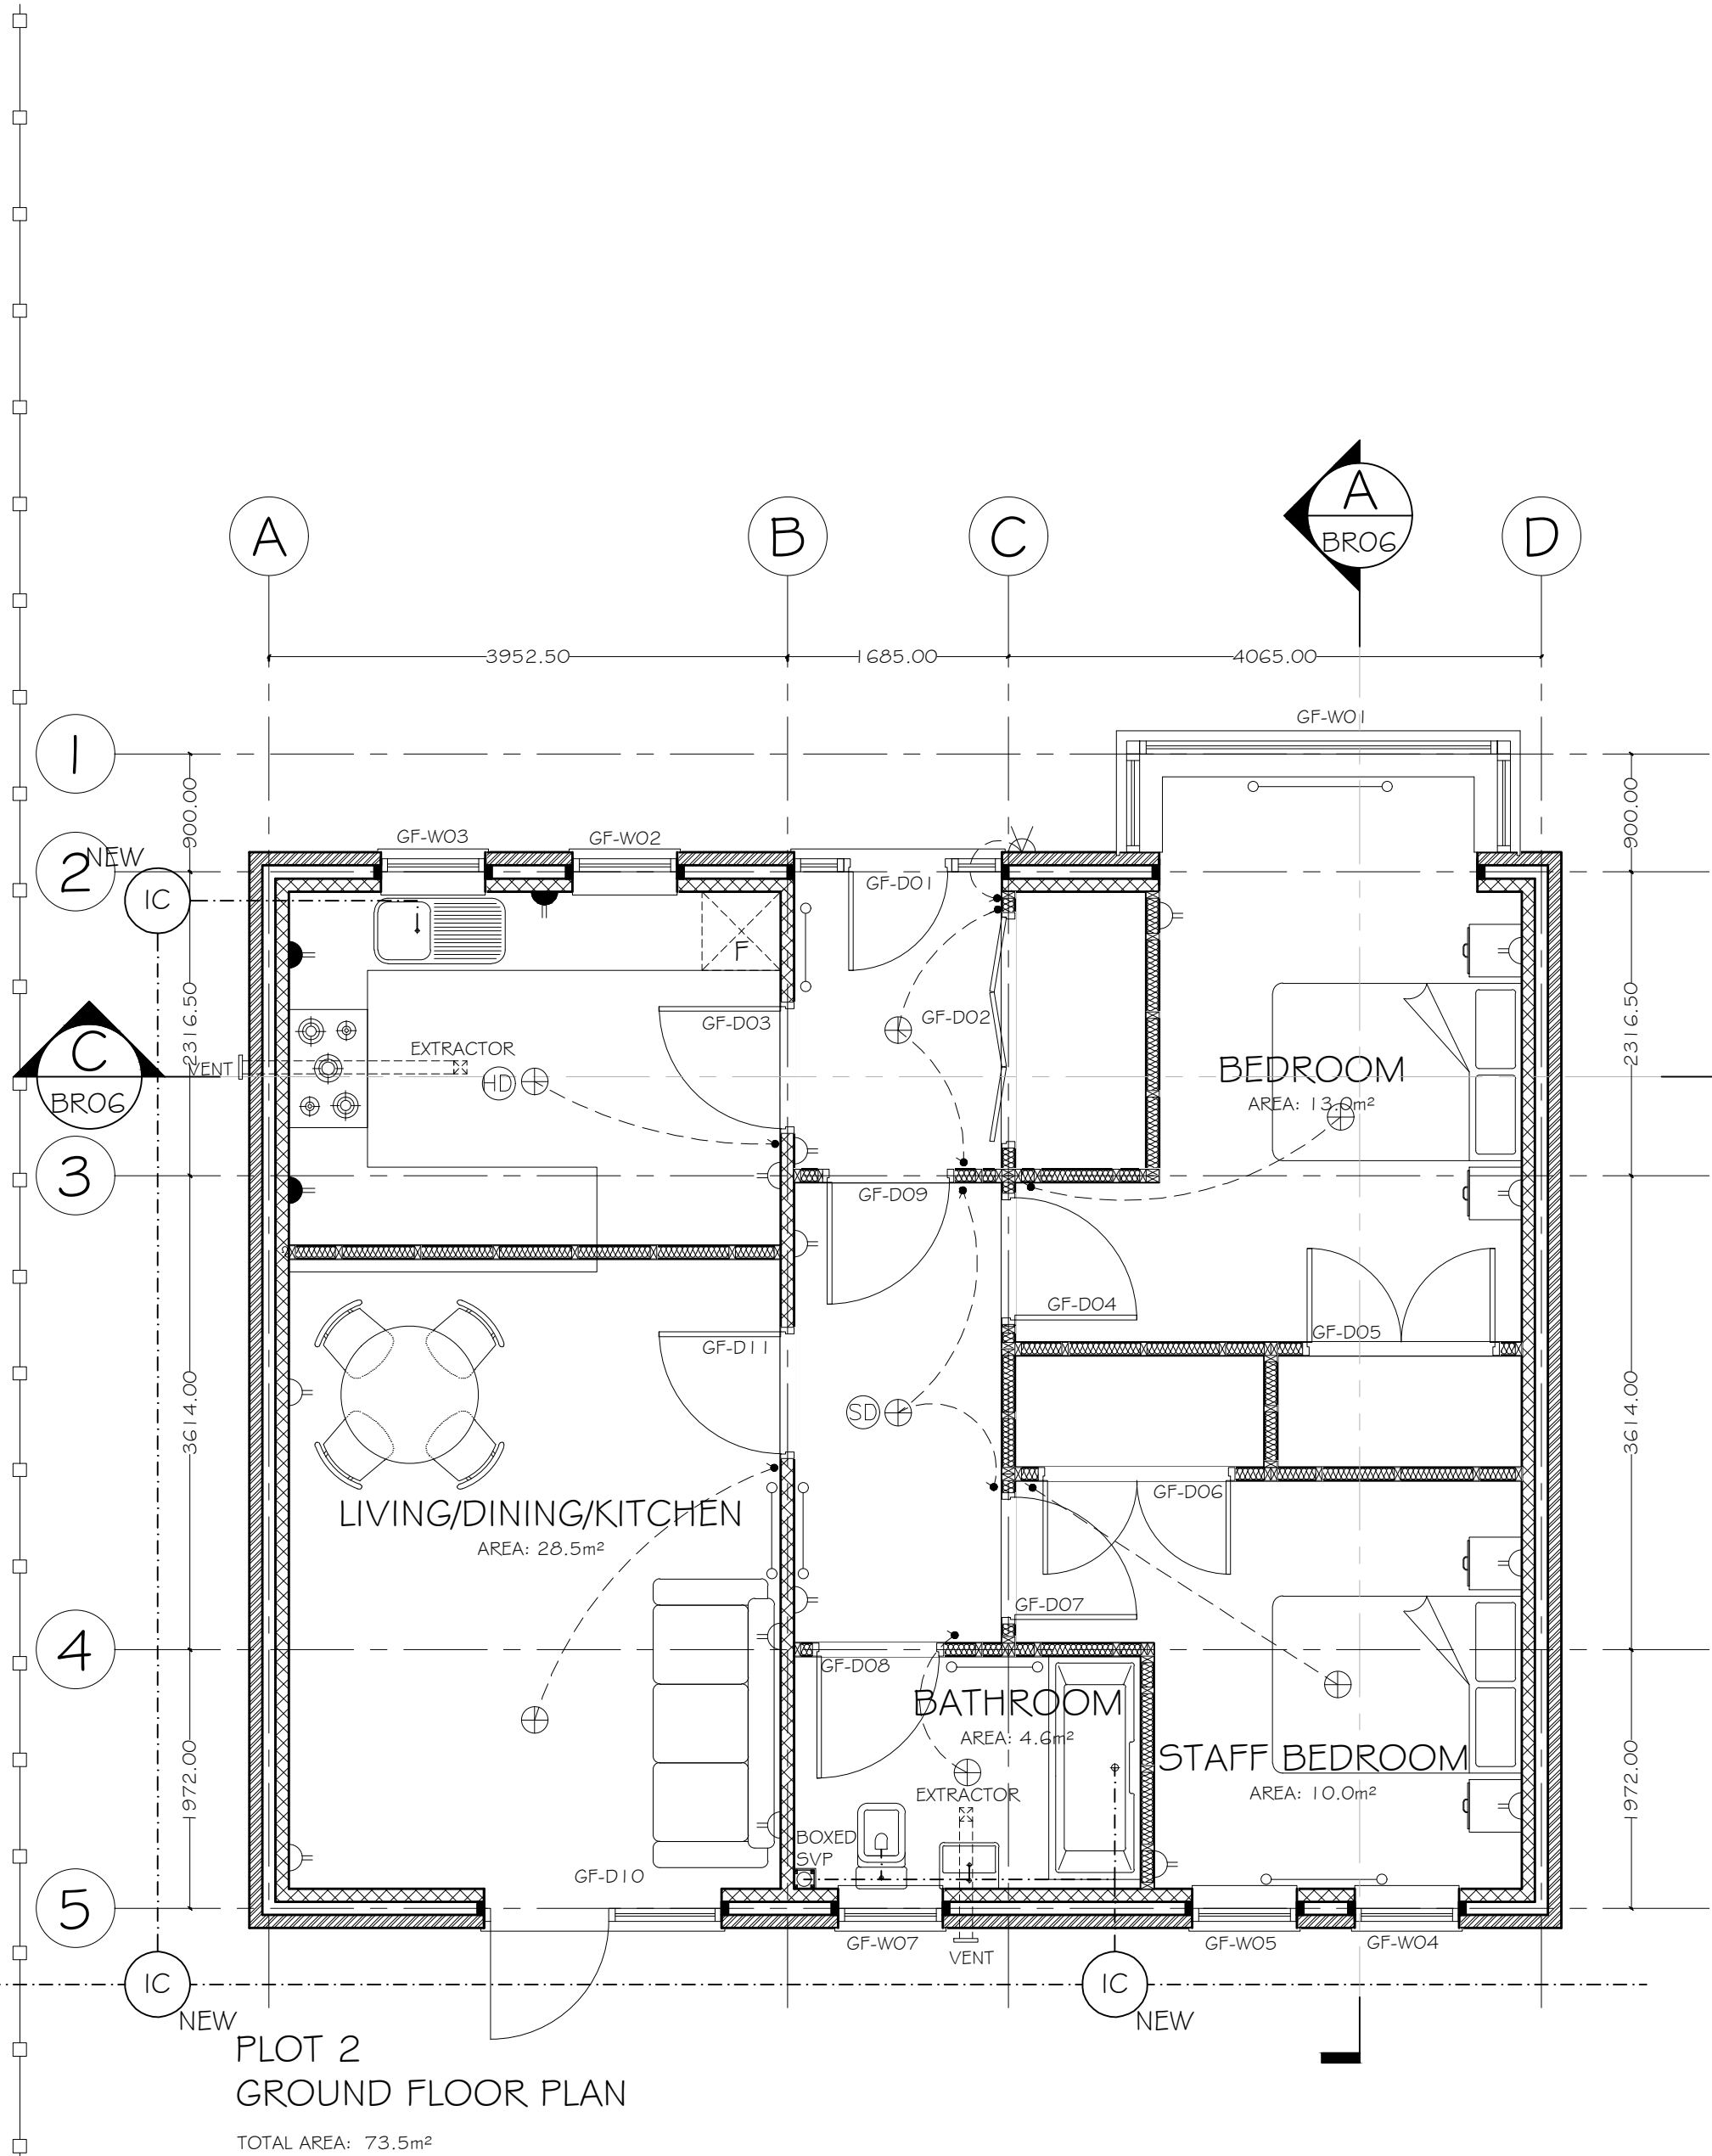 A
BR06
A
B
C
D
3952.50
1685.00
4065.00
GF-W01
1
900.00
900.00
GF-W03
GF-W02
2
NEW
IC
GF-D01
F
GF-D03
GF-D02
2316.50
2316.50
C
BR06
VENT
EXTRACTOR
HD
BEDROOM
AREA: 13.0m²
3
GF-D09
GF-D04
GF-D05
GF-D11
3614.00
3614.00
SD
GF-D06
LIVING/DINING/KITCHEN
AREA: 28.5m²
GF-D07
4
GF-D08
BATHROOM
AREA: 4.6m²
STAFF BEDROOM
AREA: 10.0m²
1972.00
1972.00
EXTRACTOR
BOXED
SVP
GF-D10
5
GF-W07
VENT
GF-W05
GF-W04
IC
NEW
IC
NEW
PLOT 2
GROUND FLOOR PLAN
TOTAL AREA: 73.5m²